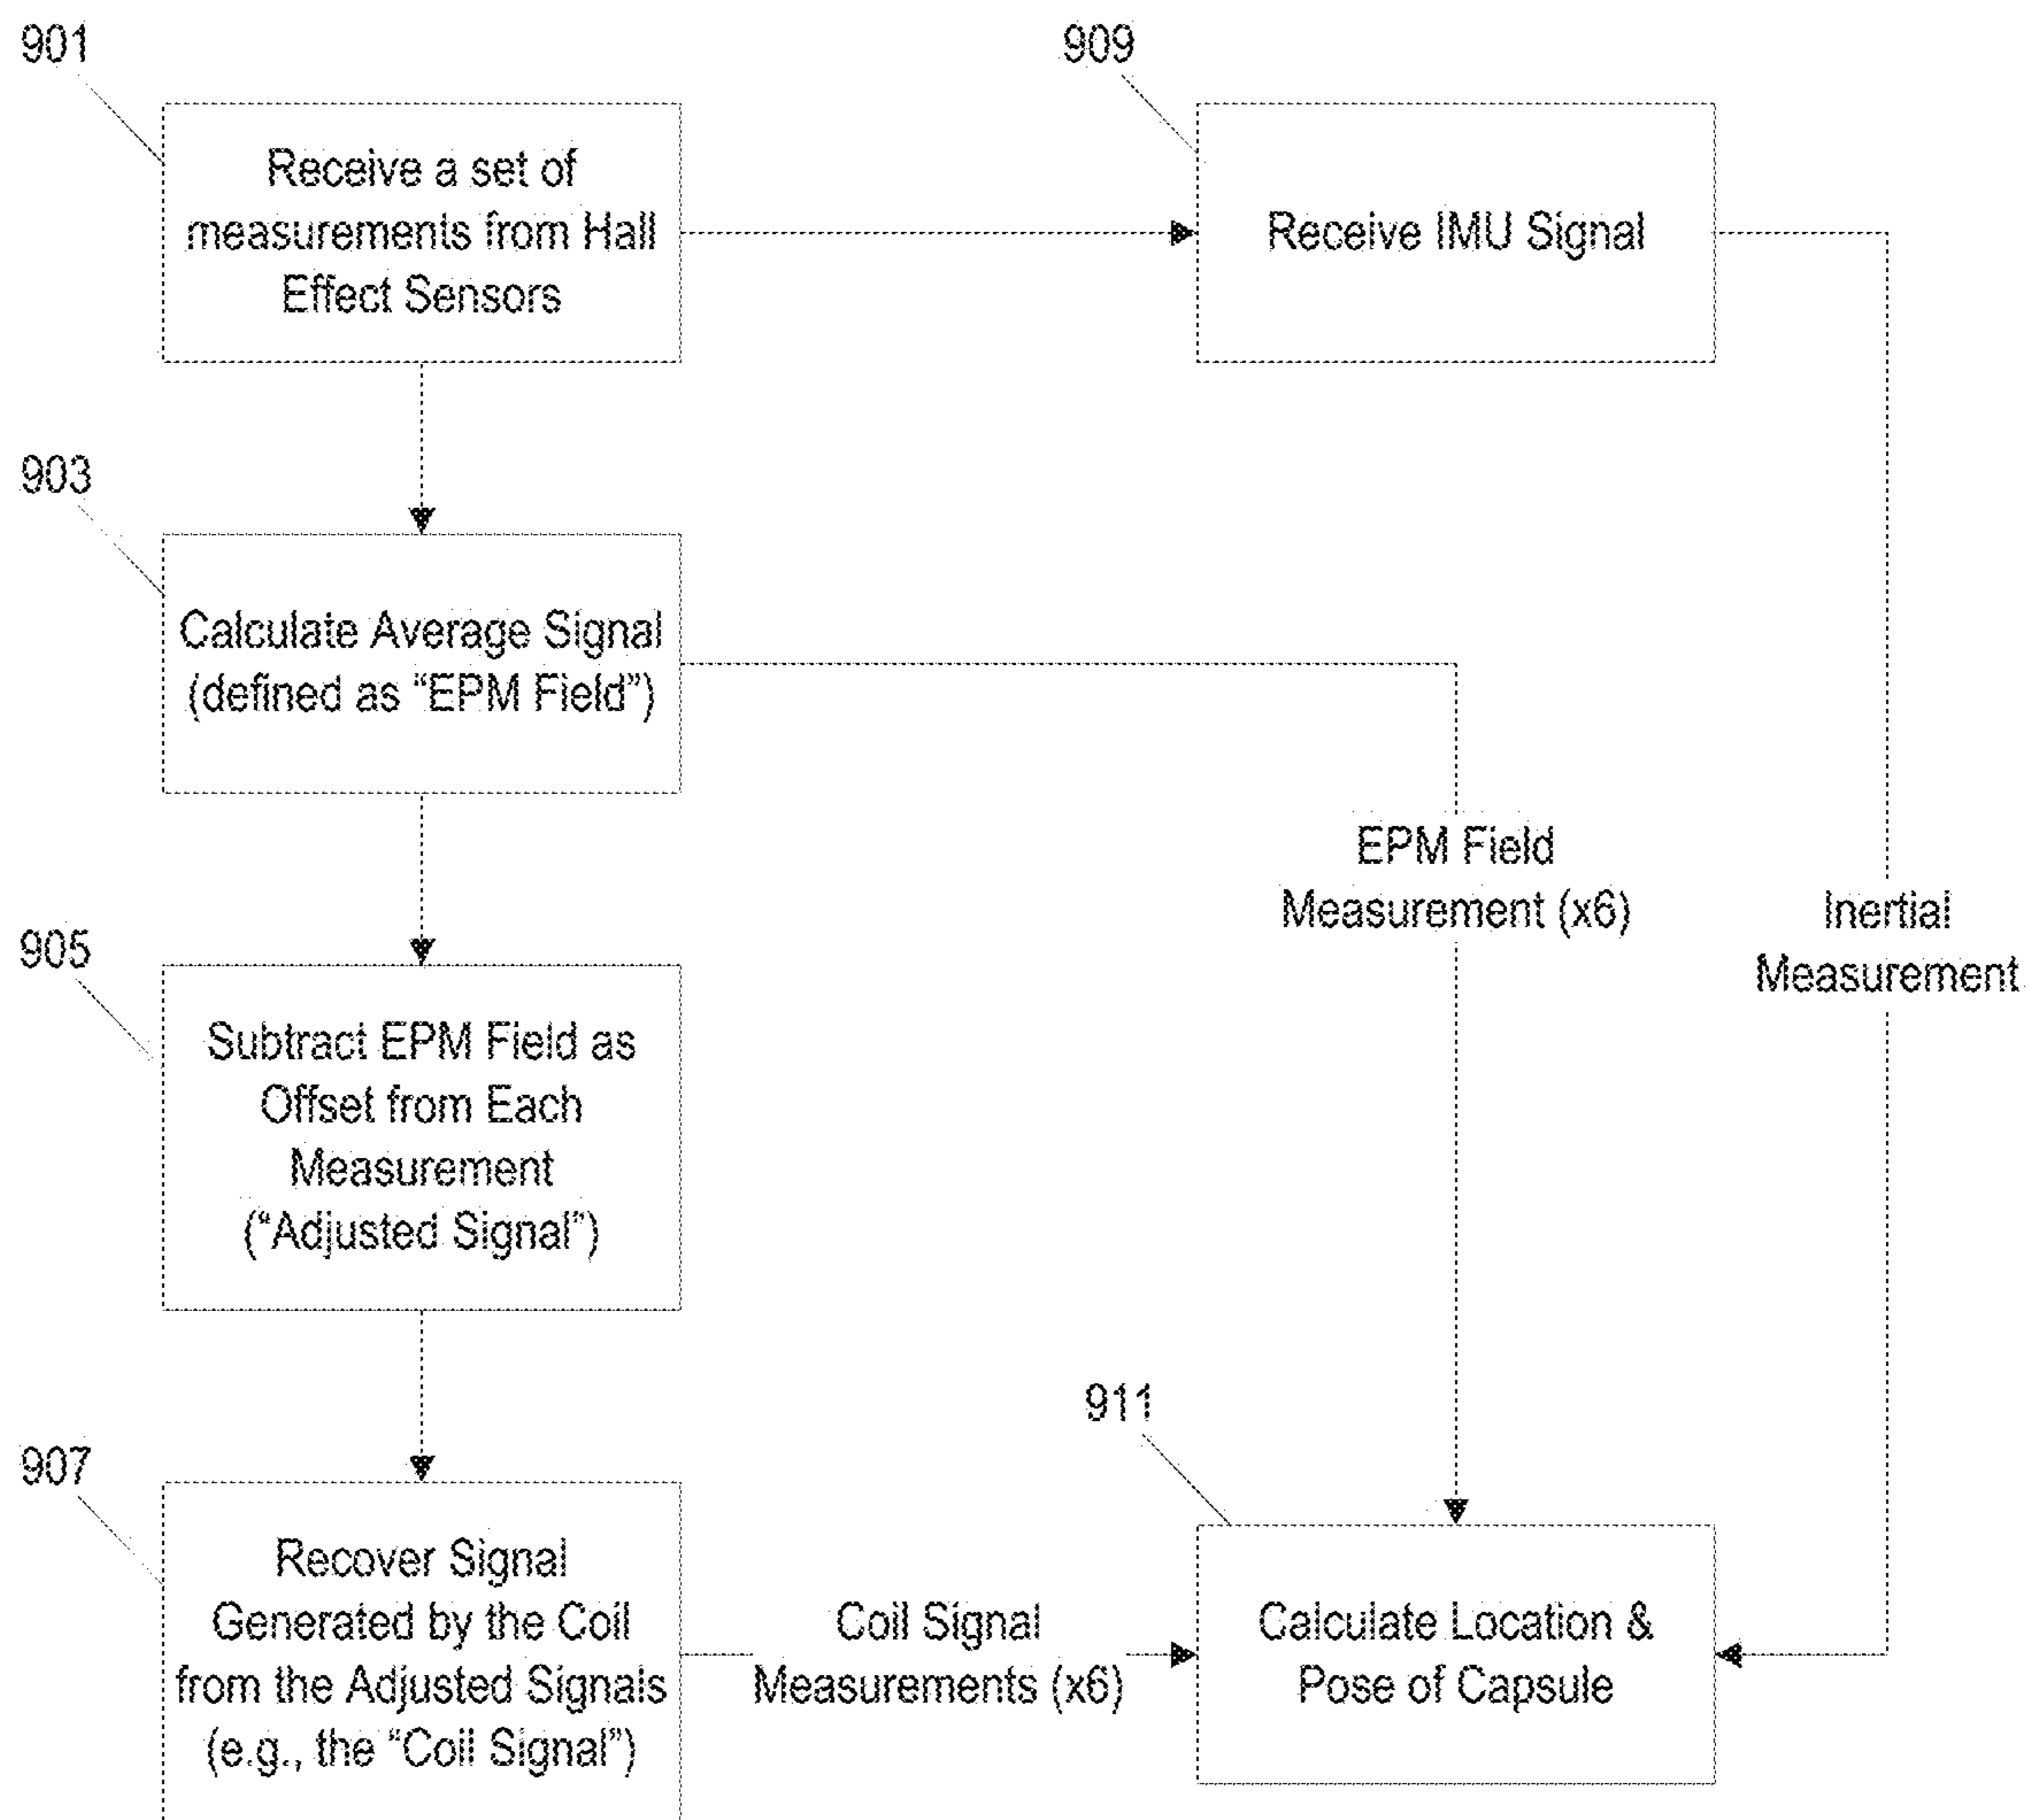 901
Receive a set of
measurements from Hall
Effect Sensors
909
Receive IMU Signal
903
Calculate Average Signal
(defined as “EPM Field”)
EPM Field
Measurement (x6)
Inertial
Measurement
905
Subtract EPM Field as
Offset from Each
Measurement
(“Adjusted Signal”)
907
Recover Signal
Generated by the Coil
from the Adjusted Signals
(e.g., the “Coil Signal”)
Coil Signal
Measurements (x6)
911
Calculate Location &
Pose of Capsule